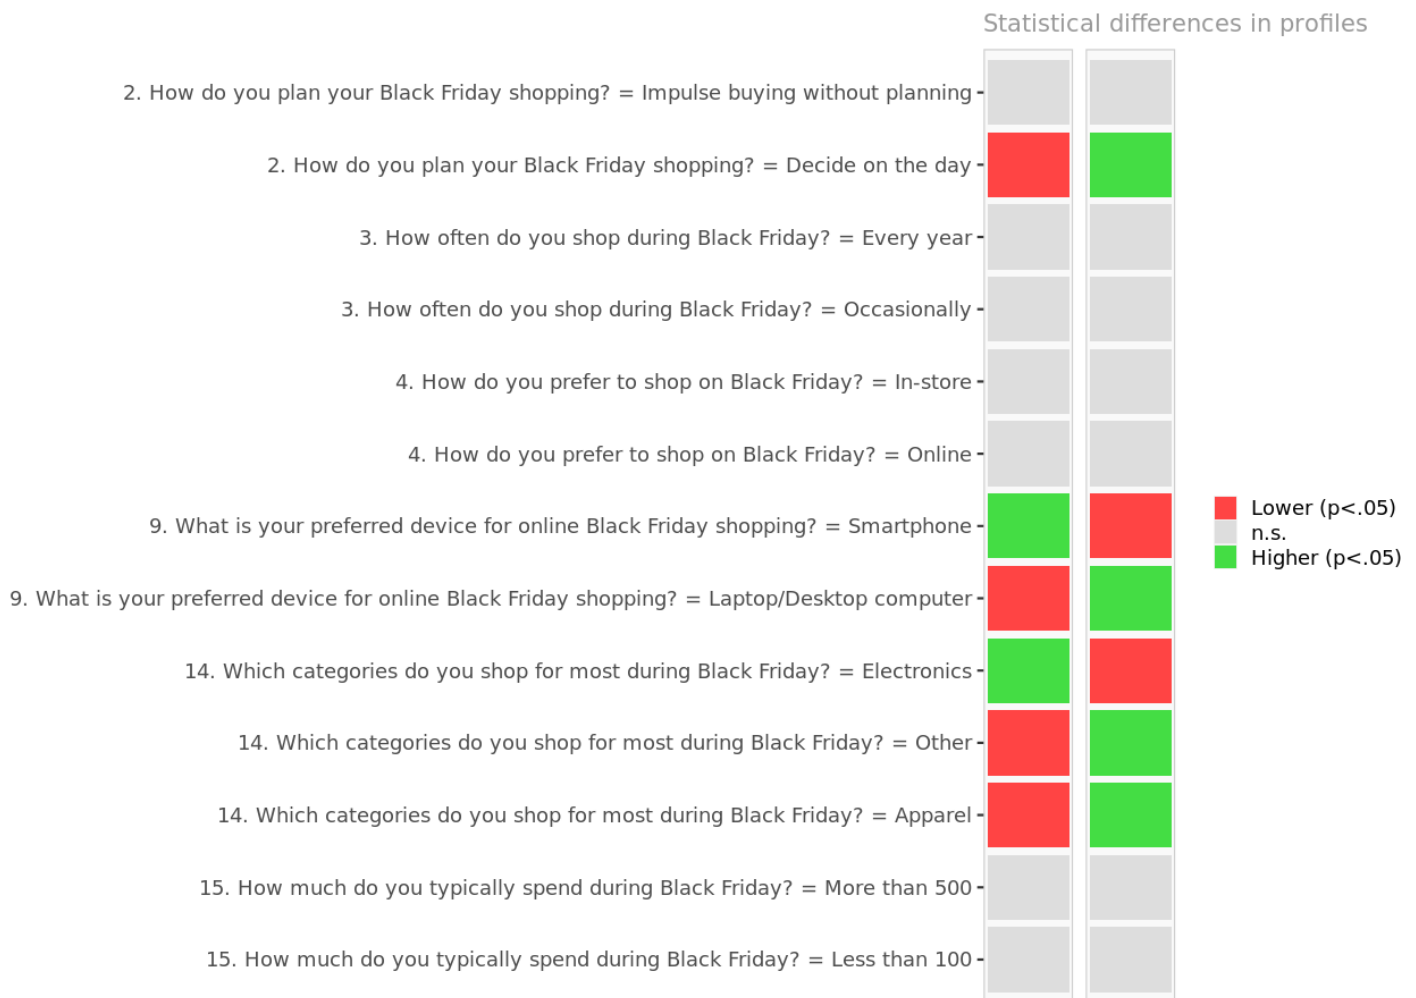 Statistical differences in profiles
2. How do you plan your Black Friday shopping? = Impulse buying without planning
2. How do you plan your Black Friday shopping? = Decide on the day
3. How often do you shop during Black Friday? = Every year
3. How often do you shop during Black Friday? = Occasionally
4. How do you prefer to shop on Black Friday? = In-store
4. How do you prefer to shop on Black Friday? = Online
9. What is your preferred device for online Black Friday shopping? = Smartphone
9. What is your preferred device for online Black Friday shopping? = Laptop/Desktop computer
14. Which categories do you shop for most during Black Friday? = Electronics
14. Which categories do you shop for most during Black Friday? = Other
14. Which categories do you shop for most during Black Friday? = Apparel
15. How much do you typically spend during Black Friday? = More than 500
15. How much do you typically spend during Black Friday? = Less than 100
Lower (p<.05)
n.s.
Higher (p<.05)